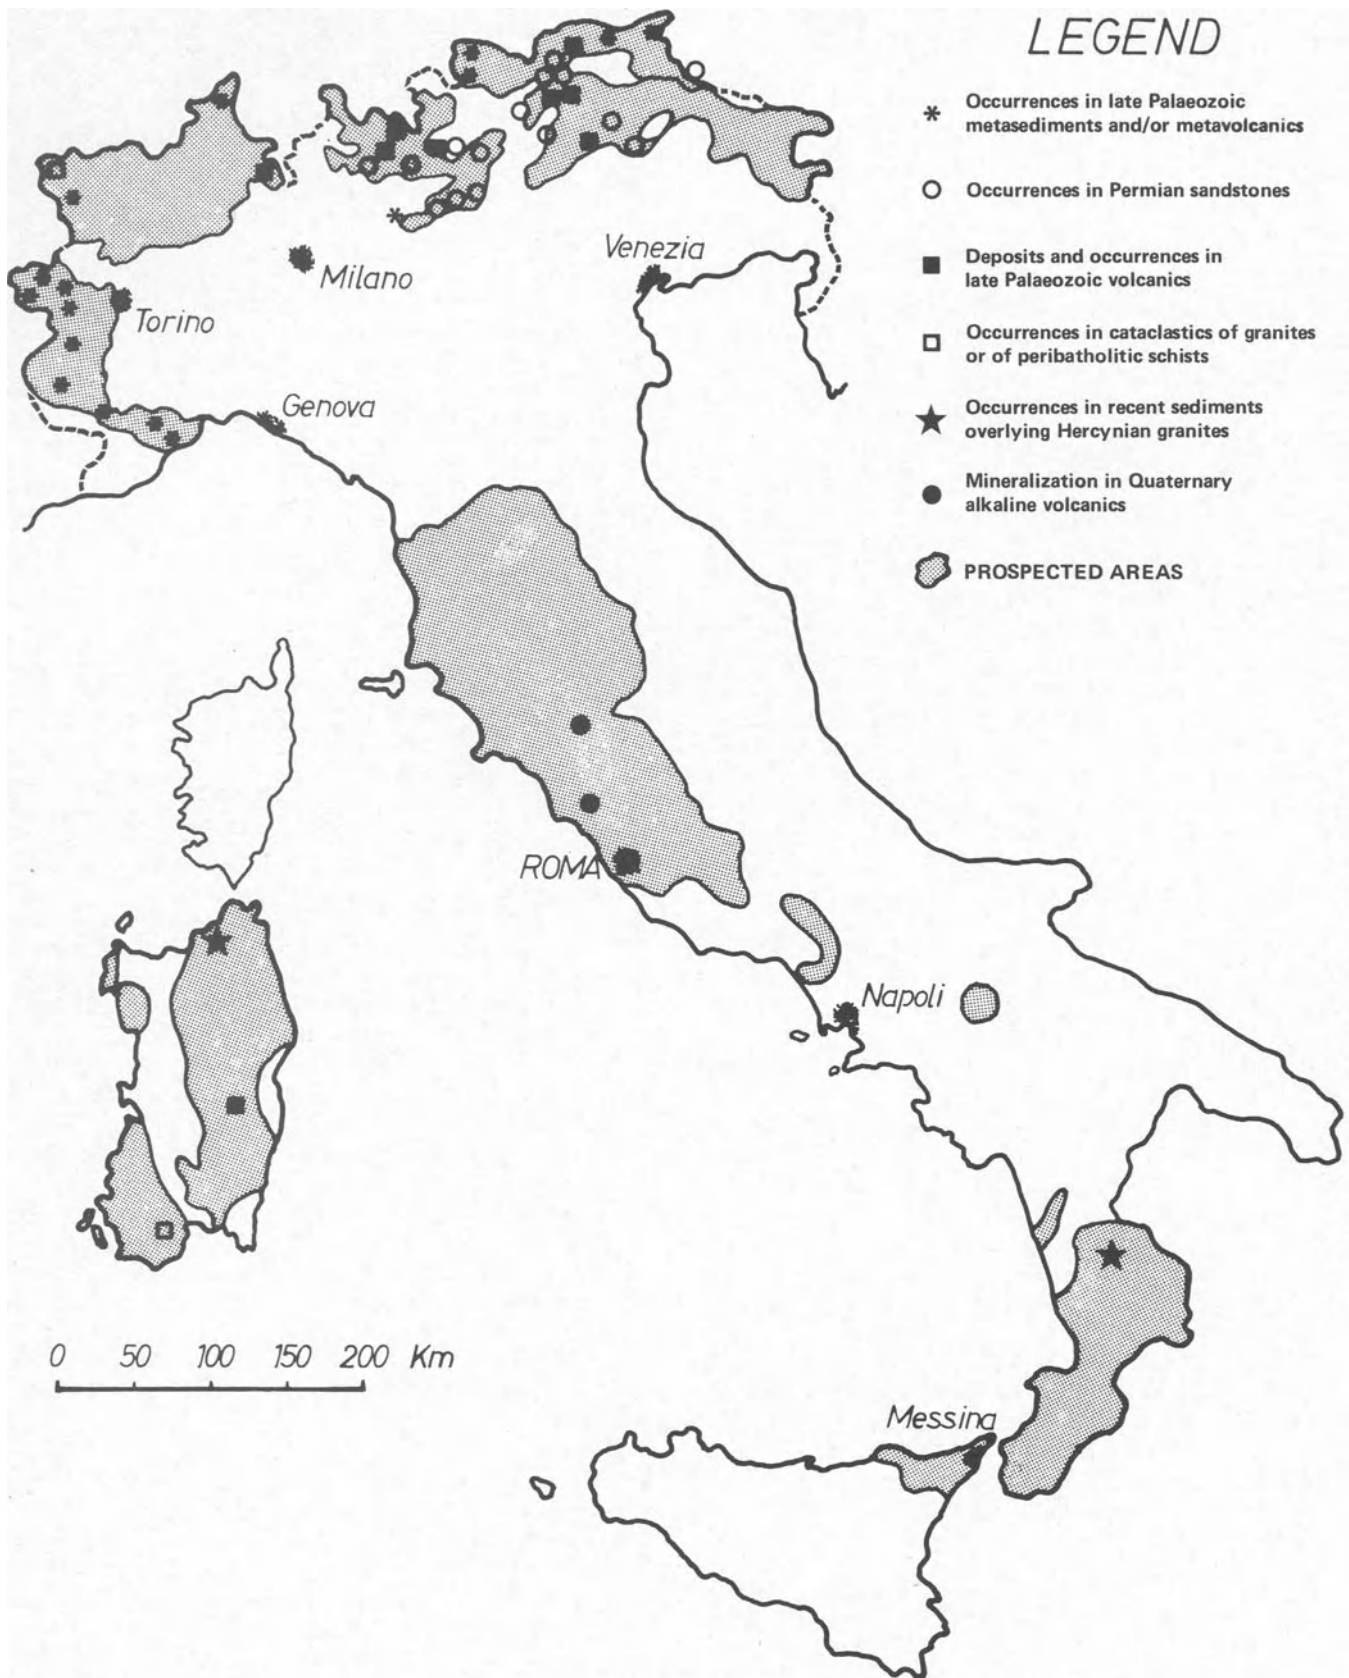 LEGEND
Occurrences in late Palaeozoic
metasediments and/or metavolcanics
Occurrences in Permian sandstones
Deposits and occurrences in
late Palaeozoic volcanics
Occurrences in cataclastics of granites
or of peribatholitic schists
Occurrences in recent sediments
overlying Hercynian granites
Mineralization in Quaternary
alkaline volcanics
PROSPECTED AREAS
Venezia
Milano
Torino
Genova
ROMA
Napoli
0 50 100 150 200 Km
Messina